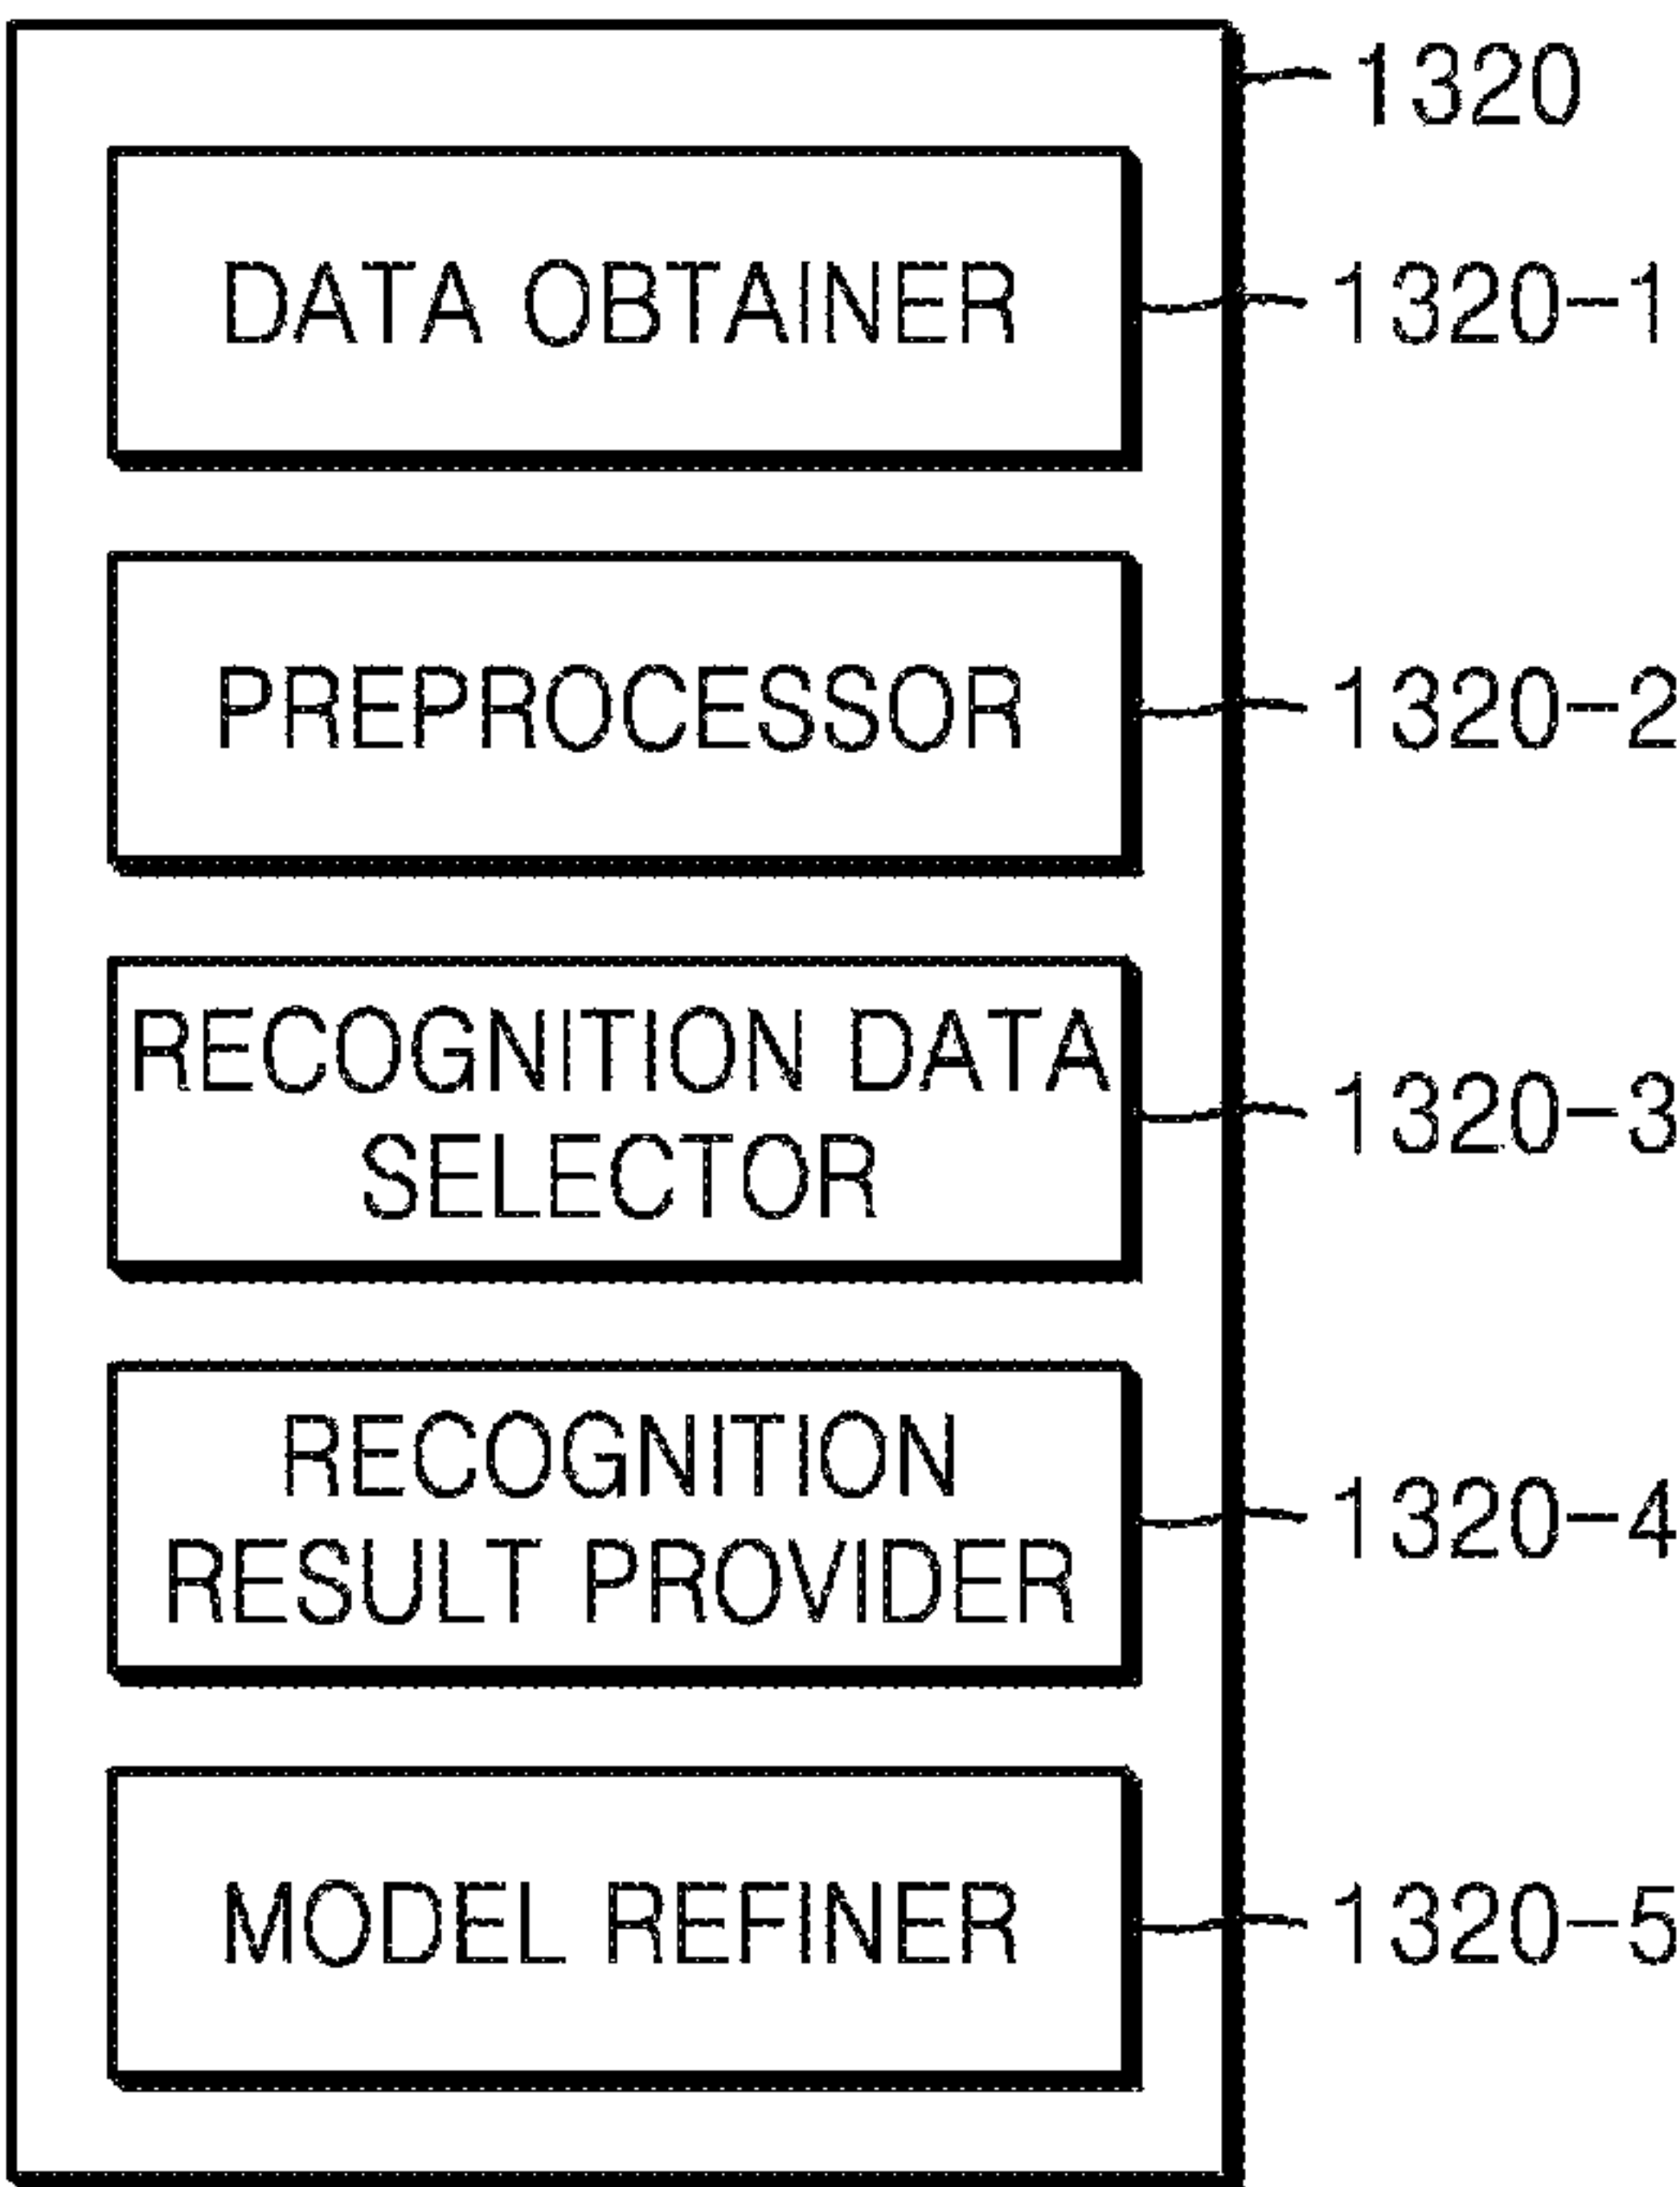 1320
DATA OBTAINER
1320-1
PREPROCESSOR
1320-2
RECOGNITION DATA
SELECTOR
1320-3
RECOGNITION
RESULT PROVIDER
1320-4
MODEL REFINER
1320-5